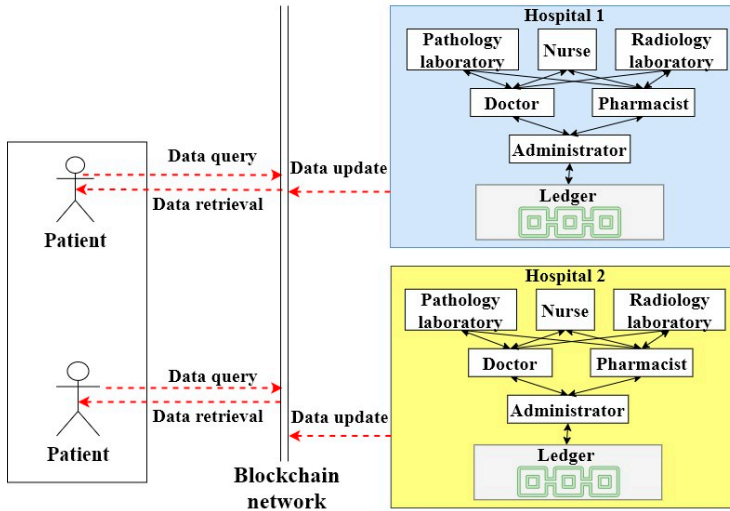 Hospital 1
Pathology
laboratory
Nurse
Radiology
laboratory
Doctor
Pharmacist
Administrator
Ledger
Data query
Data update
Data retrieval
Patient
Hospital 2
Pathology
laboratory
Nurse
Radiology
laboratory
Doctor
Pharmacist
Administrator
Ledger
Data query
Data retrieval
Data update
Patient
Blockchain
network